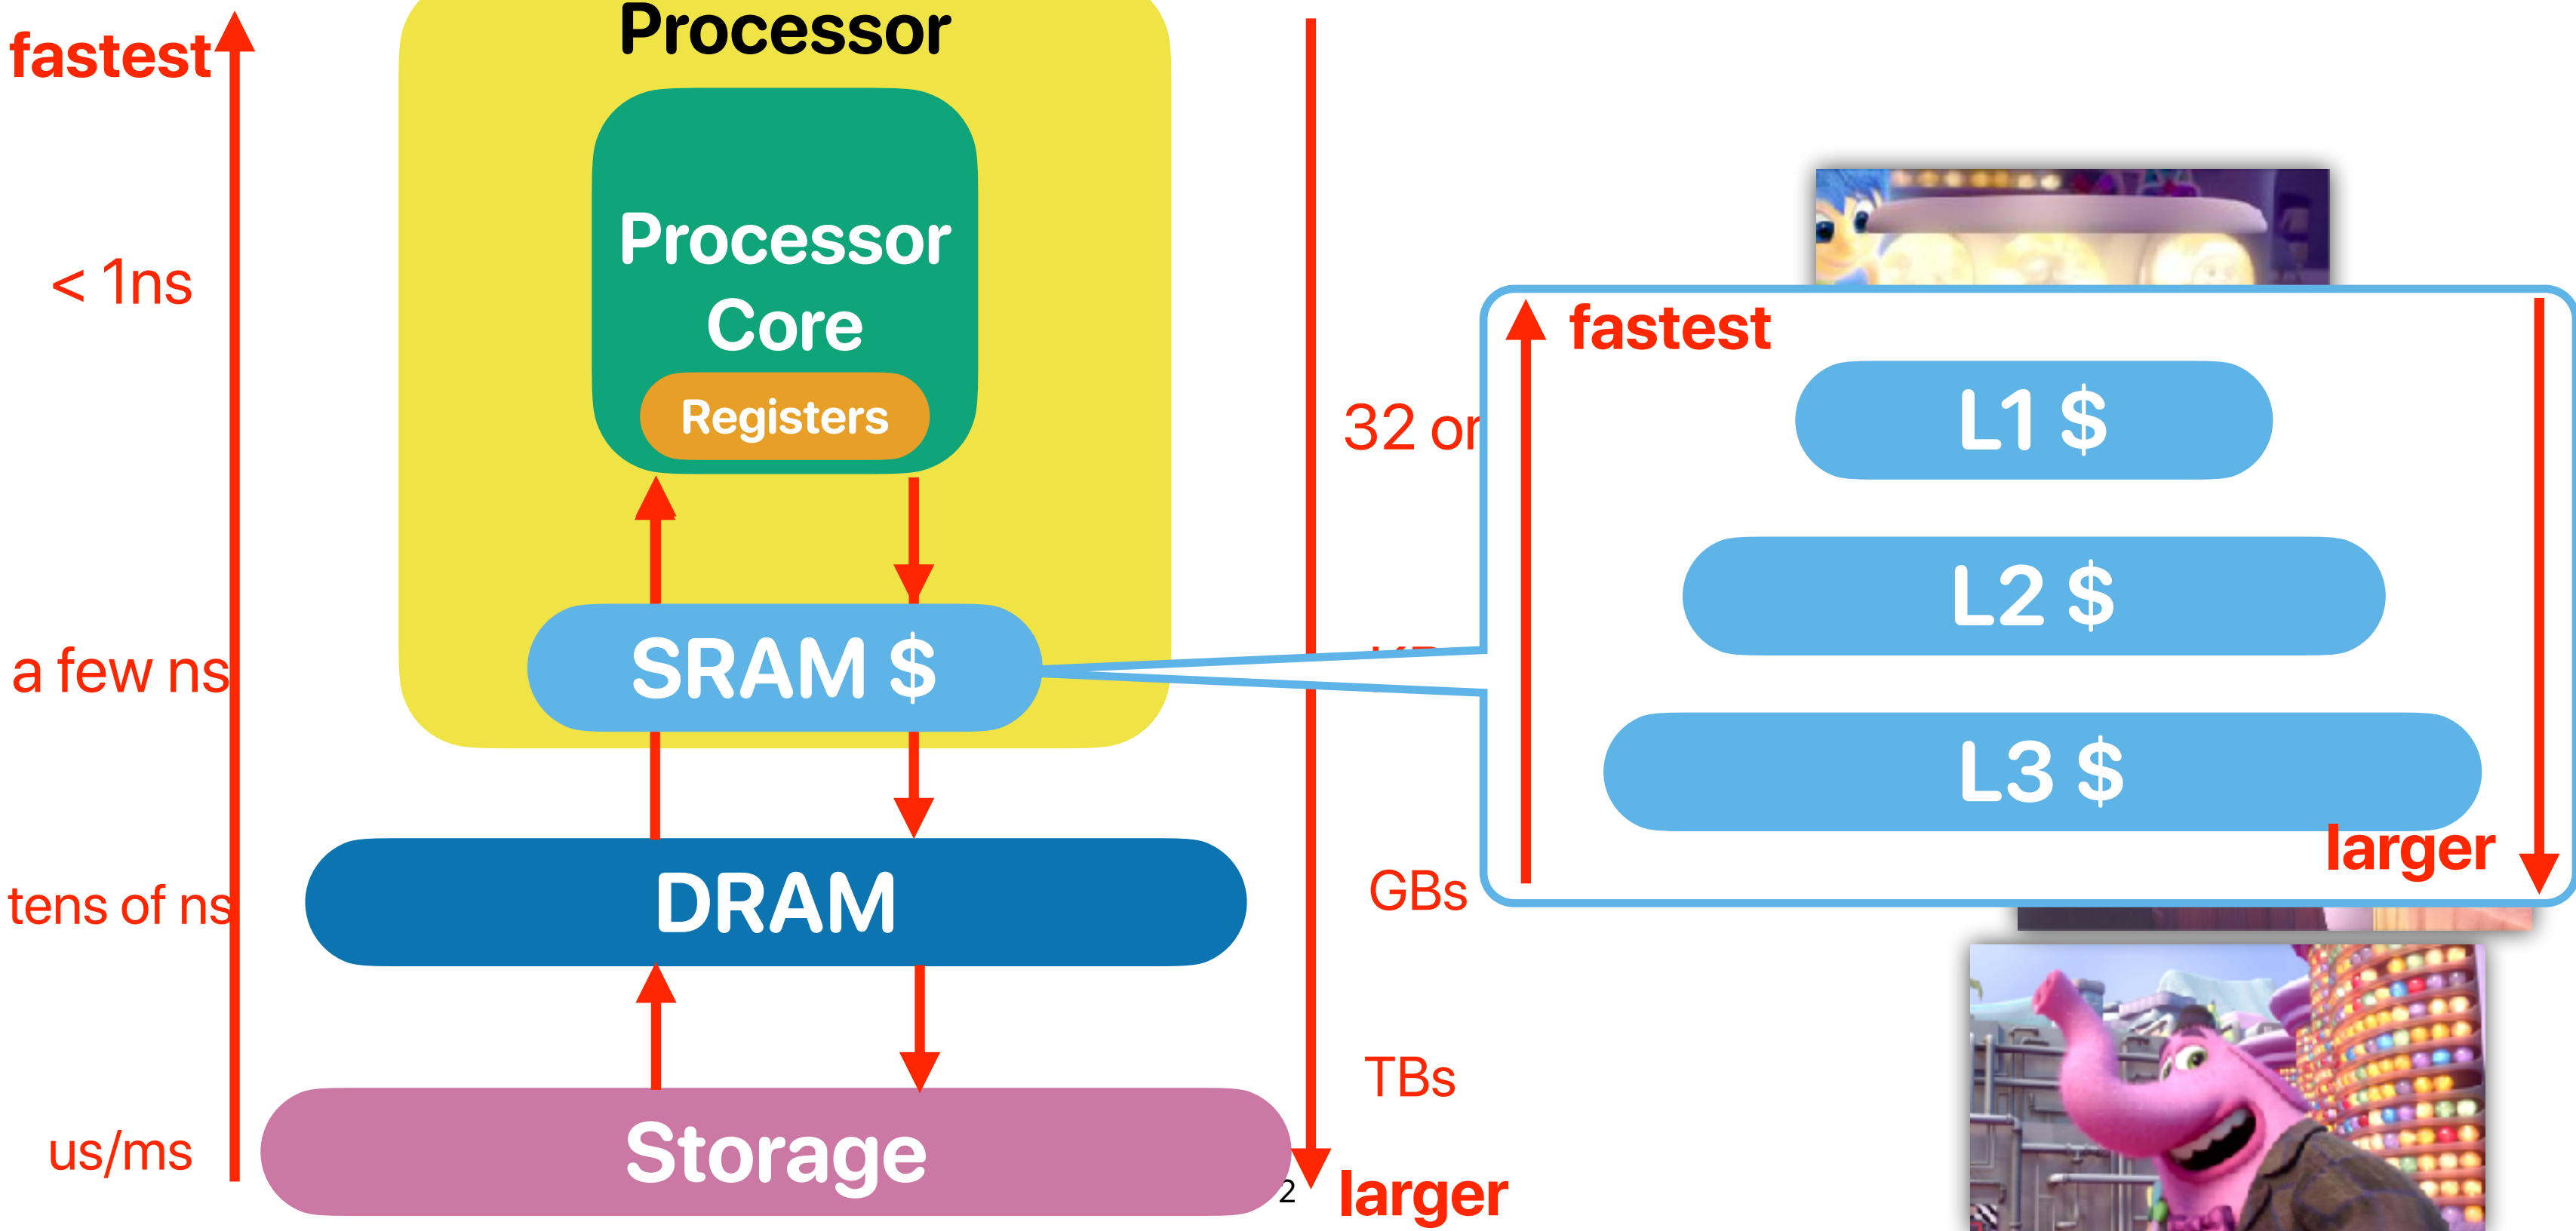 Processor
fastest
Processor
Core
< 1ns
Registers
32 or
a few ns
SRAM $
DRAM
tens of ns
GBs
TBs
Storage
us/ms
2
larger
fastest
L1 $
L2 $
L3 $
larger